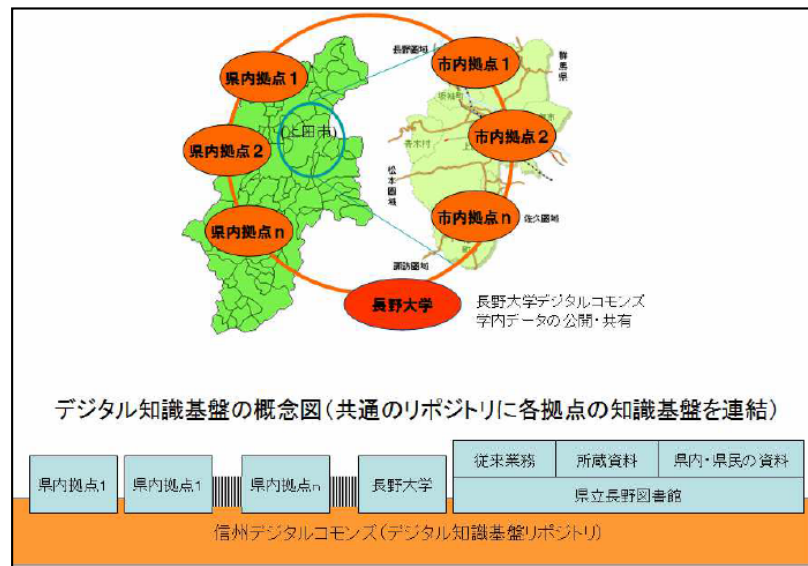 長野圏域
群馬県
県内拠点1
市内拠点1
坂城町
(上田市)
県内拠点2
市内拠点2
青木村
松本圏域
県内拠点n
市内拠点n
佐久圏域
諏訪圏域
長野大学
長野大学デジタルコモンズ
学内データの公開・共有
デジタル知識基盤の概念図(共通のリポジトリに各拠点の知識基盤を連結)
従来業務
所蔵資料
県内・県民の資料
県内拠点1
県内拠点1
県内拠点n
長野大学
県立長野図書館
信州デジタルコモンズ(デジタル知識基盤リポジトリ)